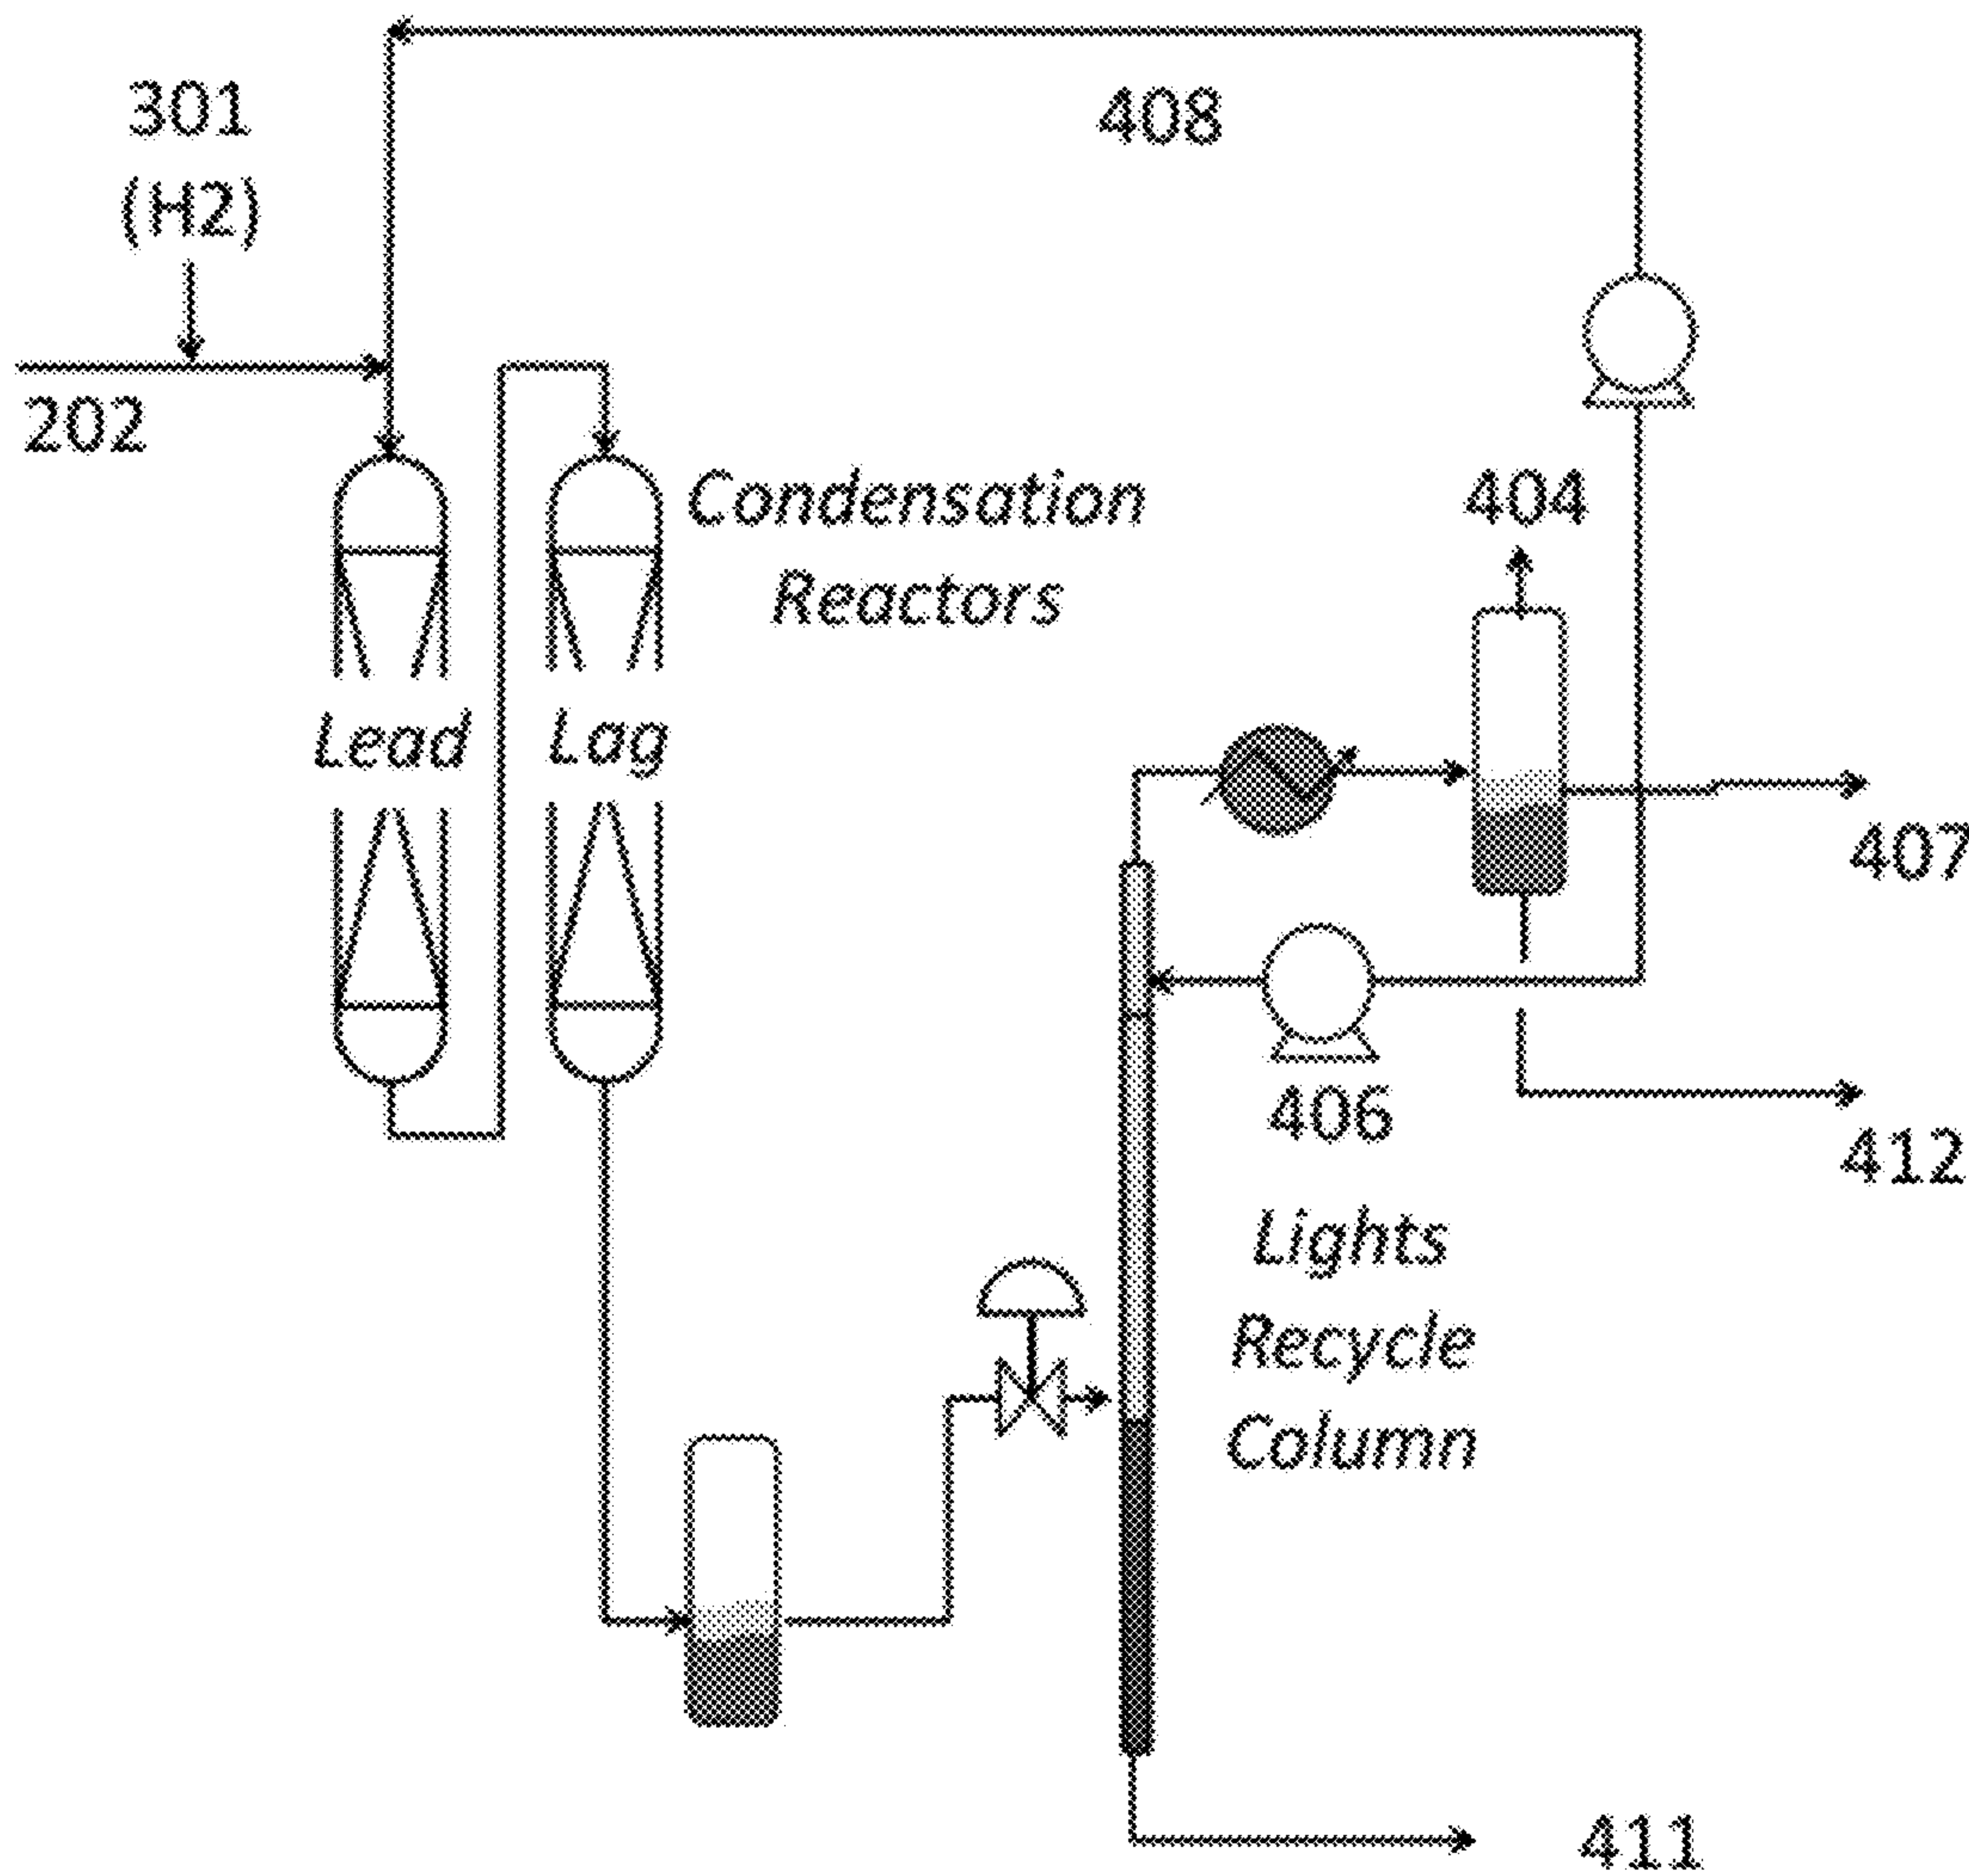 301
(H2)
408
202
Condensation
Reactors
404
Lead
Lag
407
406
412
Lights
Recycle
Column
411